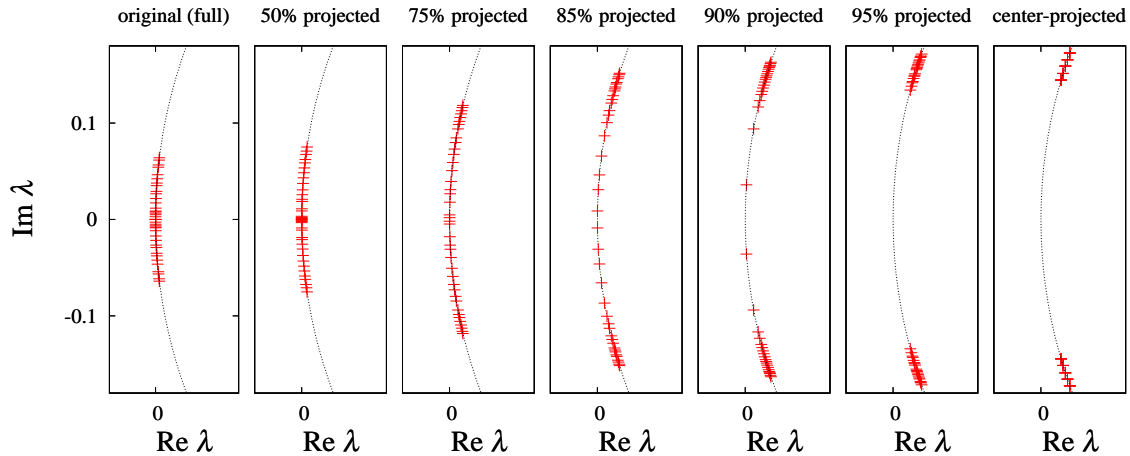 original (full) 50% projected 75% projected 85% projected 90% projected 95% projected center-projected
0.1
Im λ
0
-0.1
0 0 0 0 0 0 0
Re λ Re λ Re λ Re λ Re λ Re λ Re λ